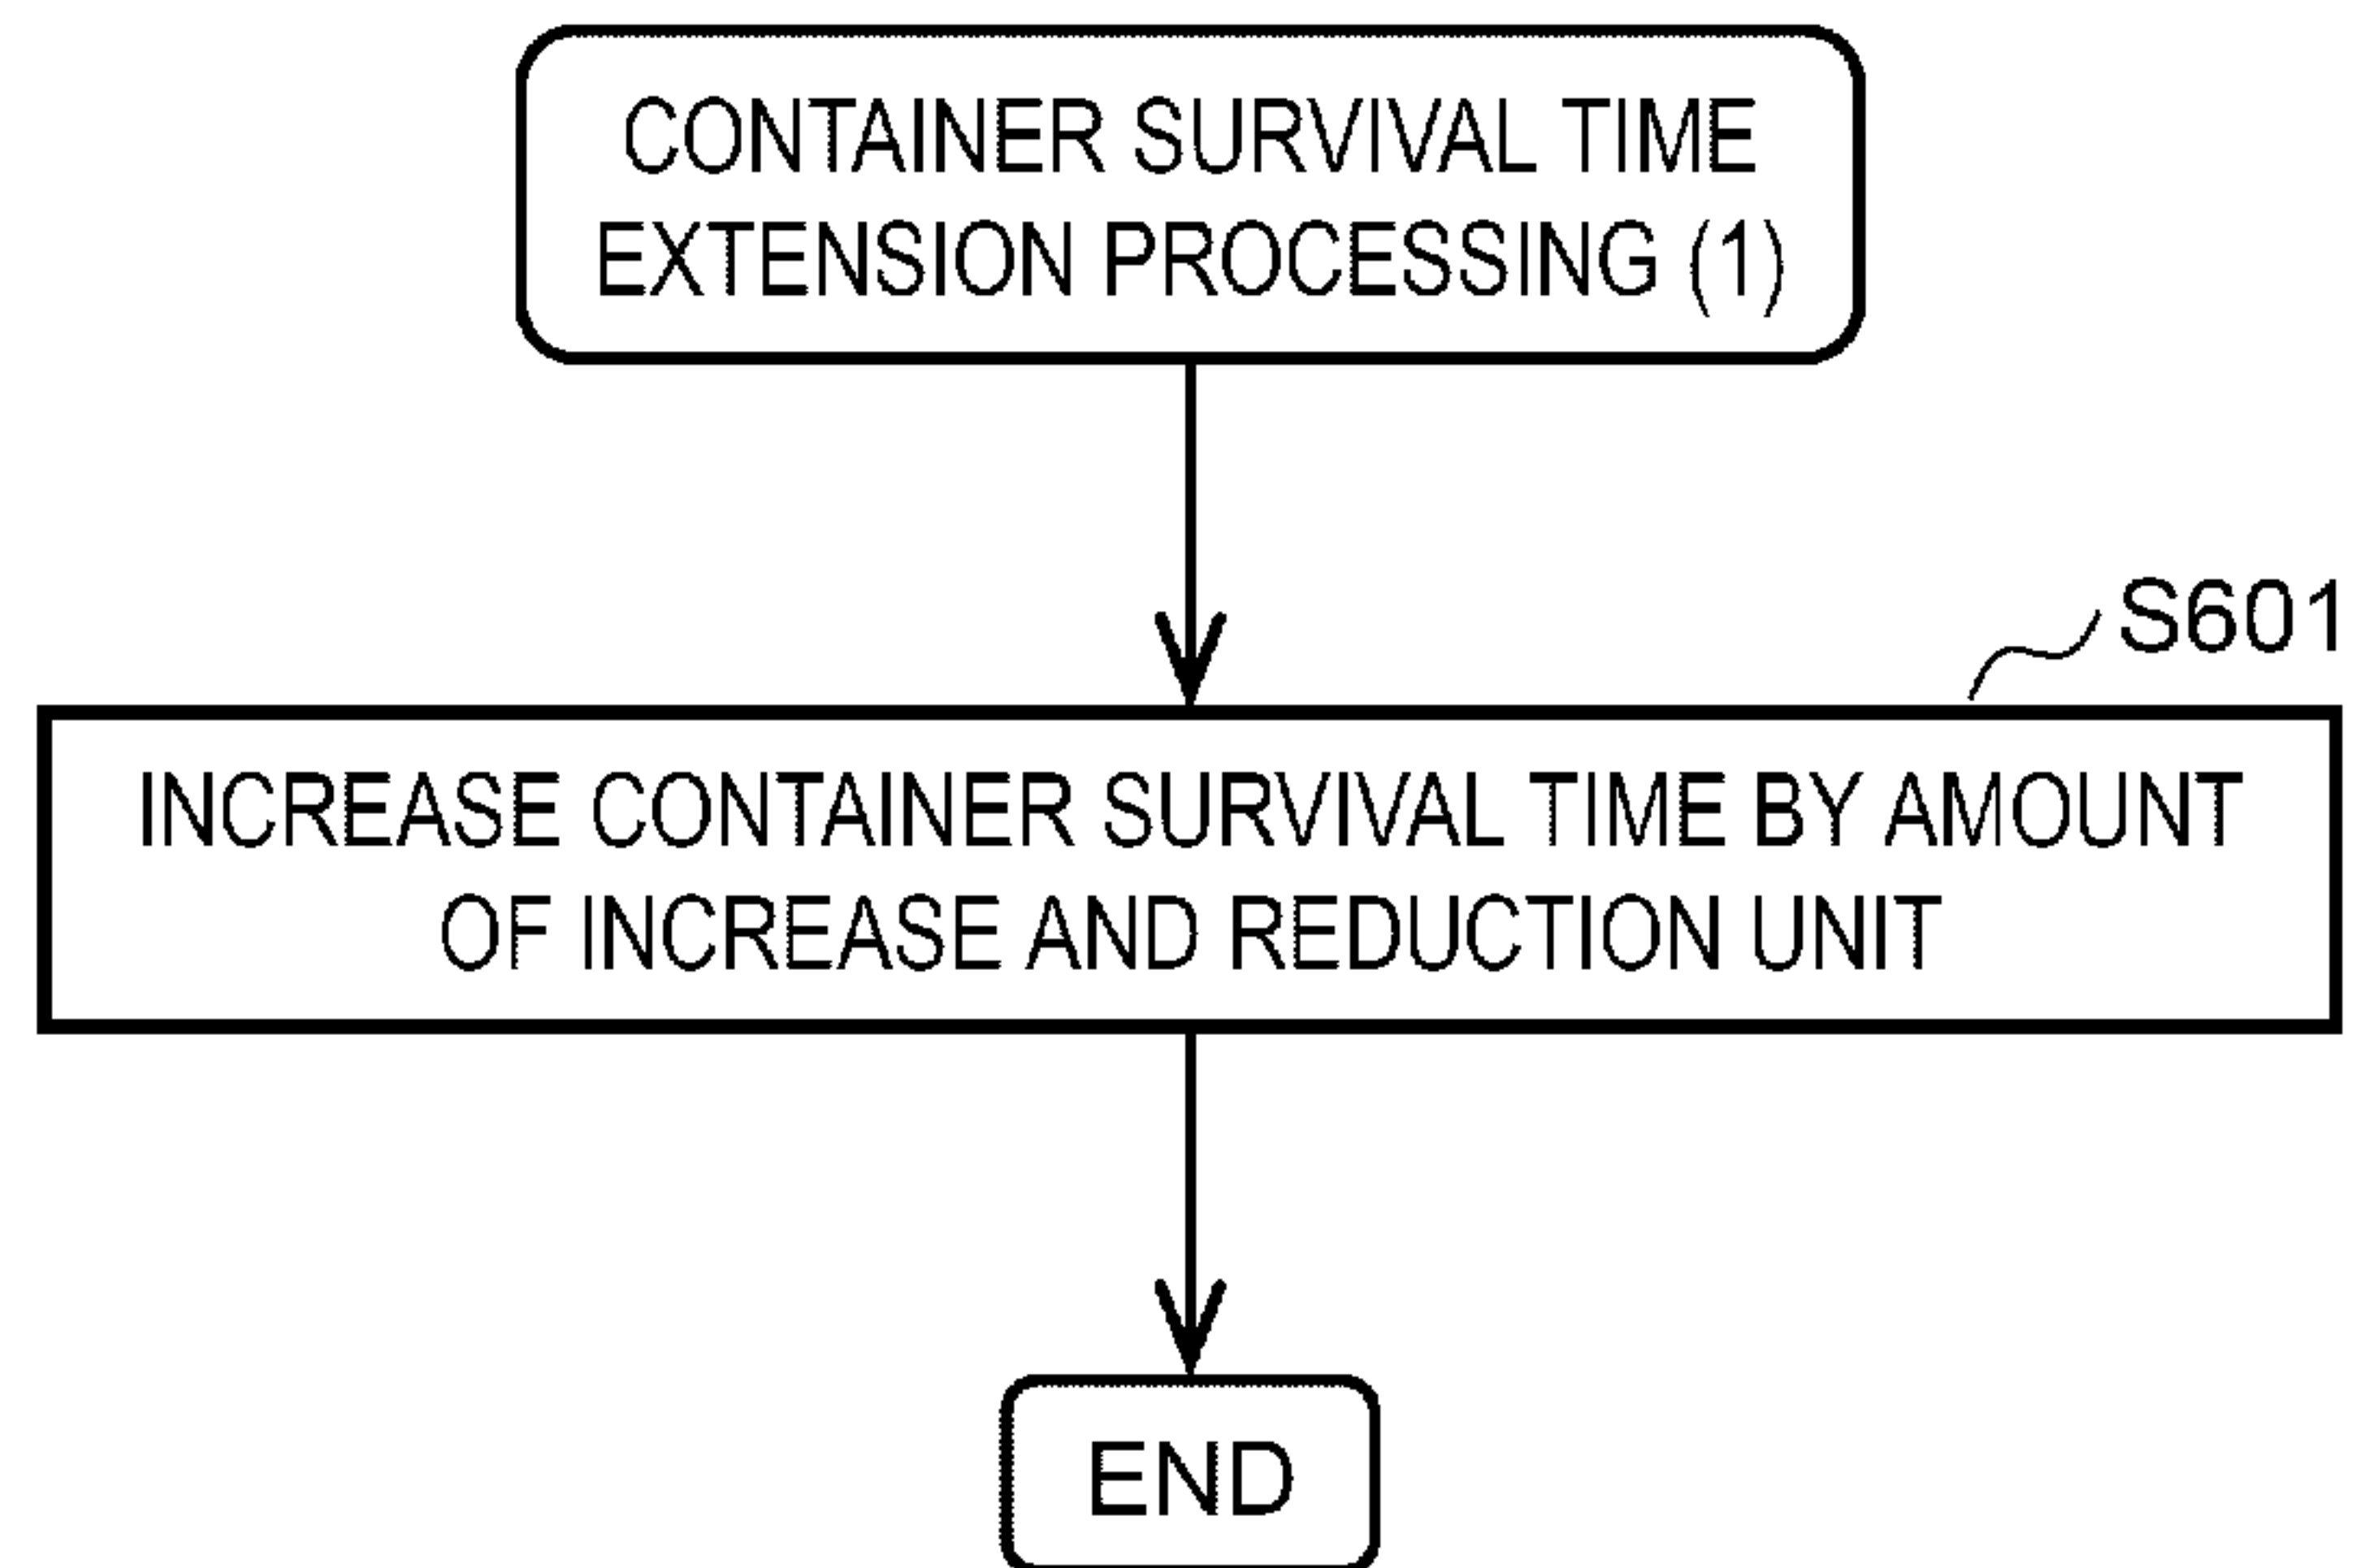 CONTAINER SURVIVAL TIME
EXTENSION PROCESSING (1)
S601
INCREASE CONTAINER SURVIVAL TIME BY AMOUNT
OF INCREASE AND REDUCTION UNIT
END